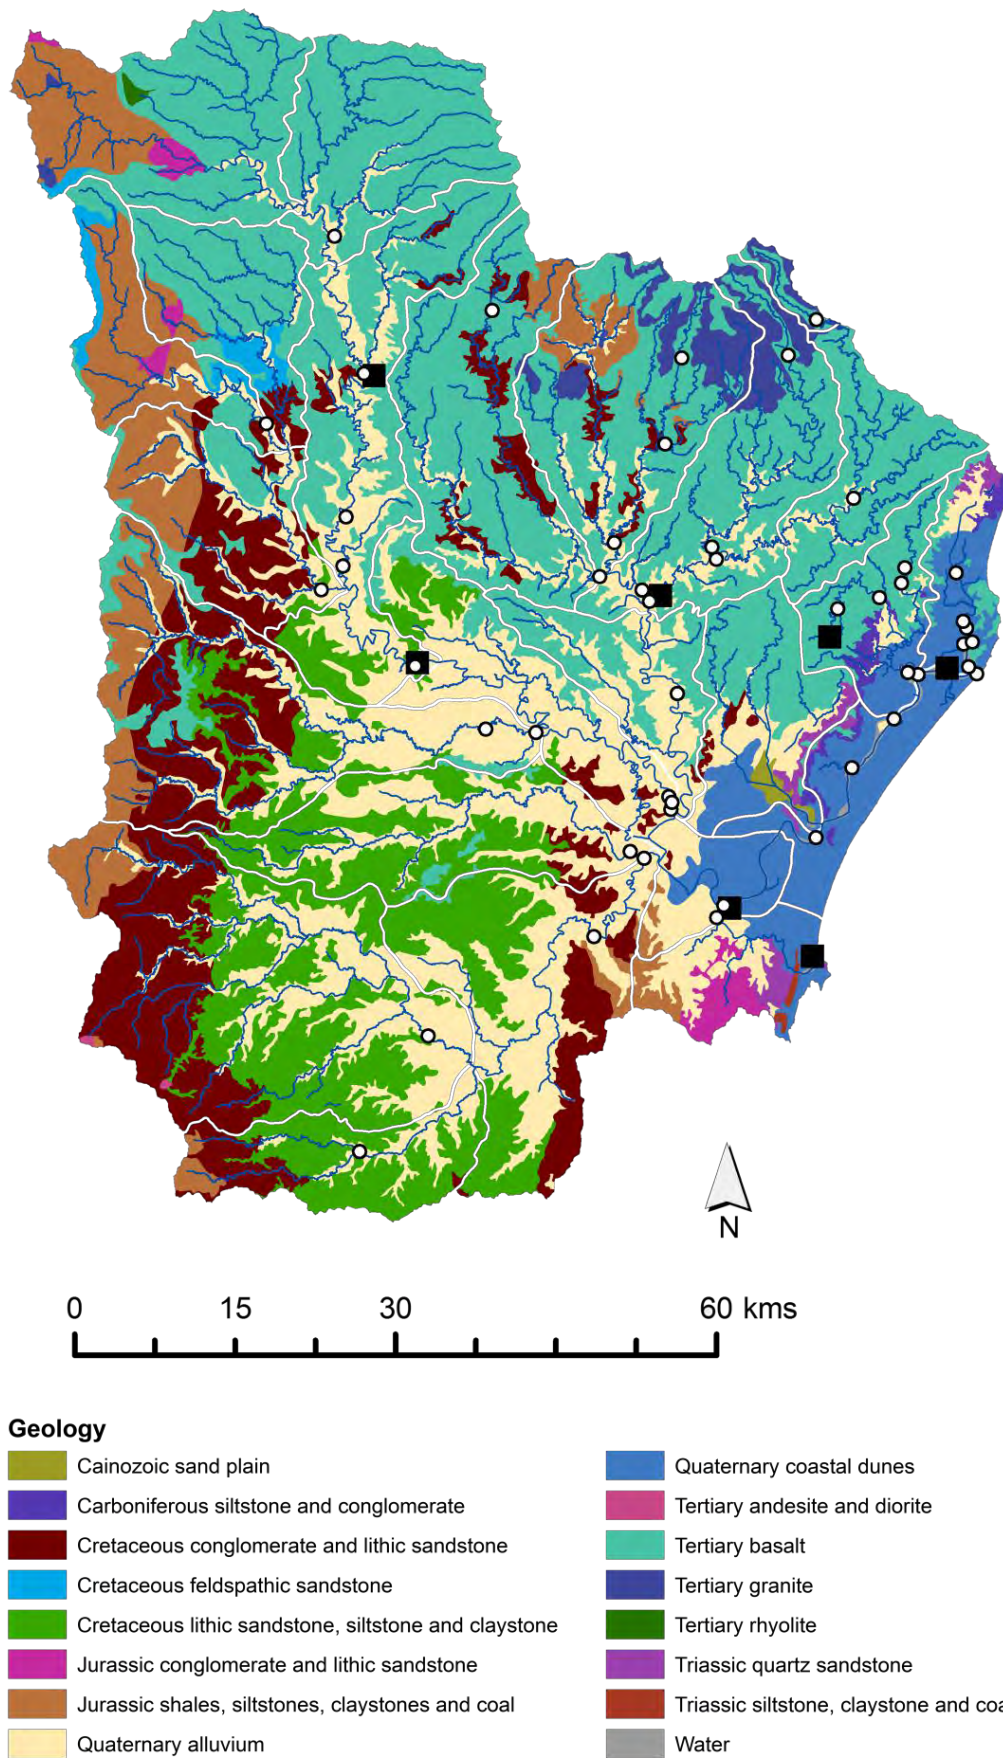 N
0 15 30 60 kms
Geology
Cainozoic sand plain
Carboniferous siltstone and conglomerate
Cretaceous conglomerate and lithic sandstone
Cretaceous feldspathic sandstone
Cretaceous lithic sandstone, siltstone and claystone
Jurassic conglomerate and lithic sandstone
Jurassic shales, siltstones, claystones and coal
Quaternary alluvium
Quaternary coastal dunes
Tertiary andesite and diorite
Tertiary basalt
Tertiary granite
Tertiary rhyolite
Triassic quartz sandstone
Triassic siltstone, claystone and coa
Water